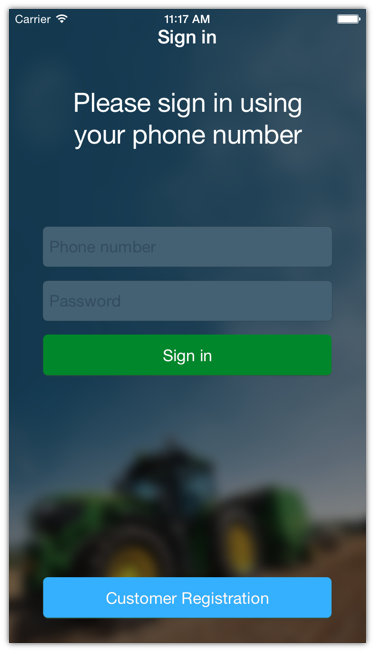 Carrier 11:17 AM
Sign in
Please sign in using
your phone number
Phone number
Password
Sign in
Customer Registration